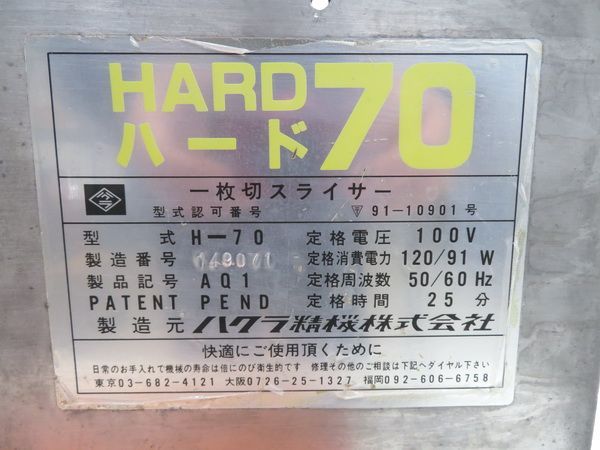 HARD 70
ハード
一枚切スライサー
型式認可番号 〒 91-10901 号
型式 H-70 定格電圧 100V
製造番号 149071 定格消費電力 120/91 W
製品記号 AQ1 定格周波数 50/60 Hz
PATENT PEND 定格時間 25 分
製造元 ハクラ精機株式会社
快適にご使用頂くために
日常のお手入れで機械の寿命は倍にのび衛生的です 修理その他のご相談は下記へダイヤル下さい
東京03-682-4121 大阪0726-25-1327 福岡092-606-6758